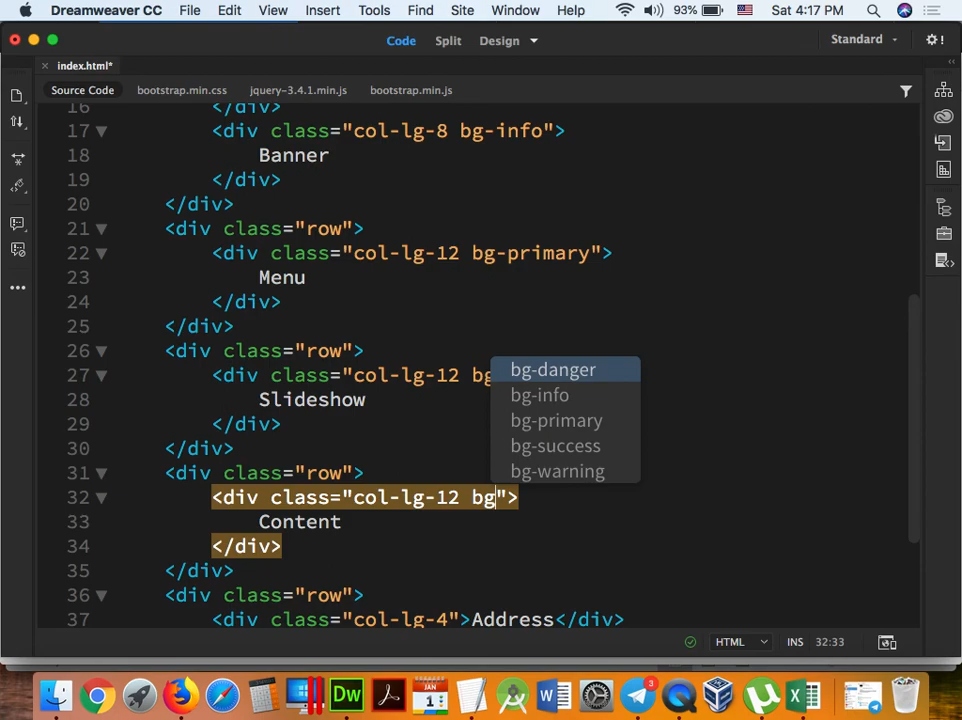 Dreamweaver CC File Edit View Insert Tools Find Site Window Help 93% Sat 4:17 PM
Code Split Design Standard
index.html*
Source Code bootstrap.min.css jquery-3.4.1.min.js bootstrap.min.js
16 </div>
17 <div class="col-lg-8 bg-info">
18 Banner
19 </div>
20 </div>
21 <div class="row">
22 <div class="col-lg-12 bg-primary">
23 Menu
24 </div>
25 </div>
26 <div class="row">
27 <div class="col-lg-12 bg
28 Slideshow
29 </div>
30 </div>
31 <div class="row">
32 <div class="col-lg-12 bg">
33 Content
34 </div>
35 </div>
36 <div class="row">
37 <div class="col-lg-4">Address</div>
bg-danger
bg-info
bg-primary
bg-success
bg-warning
HTML INS 32:33
Dw JAN 1 W 3 X